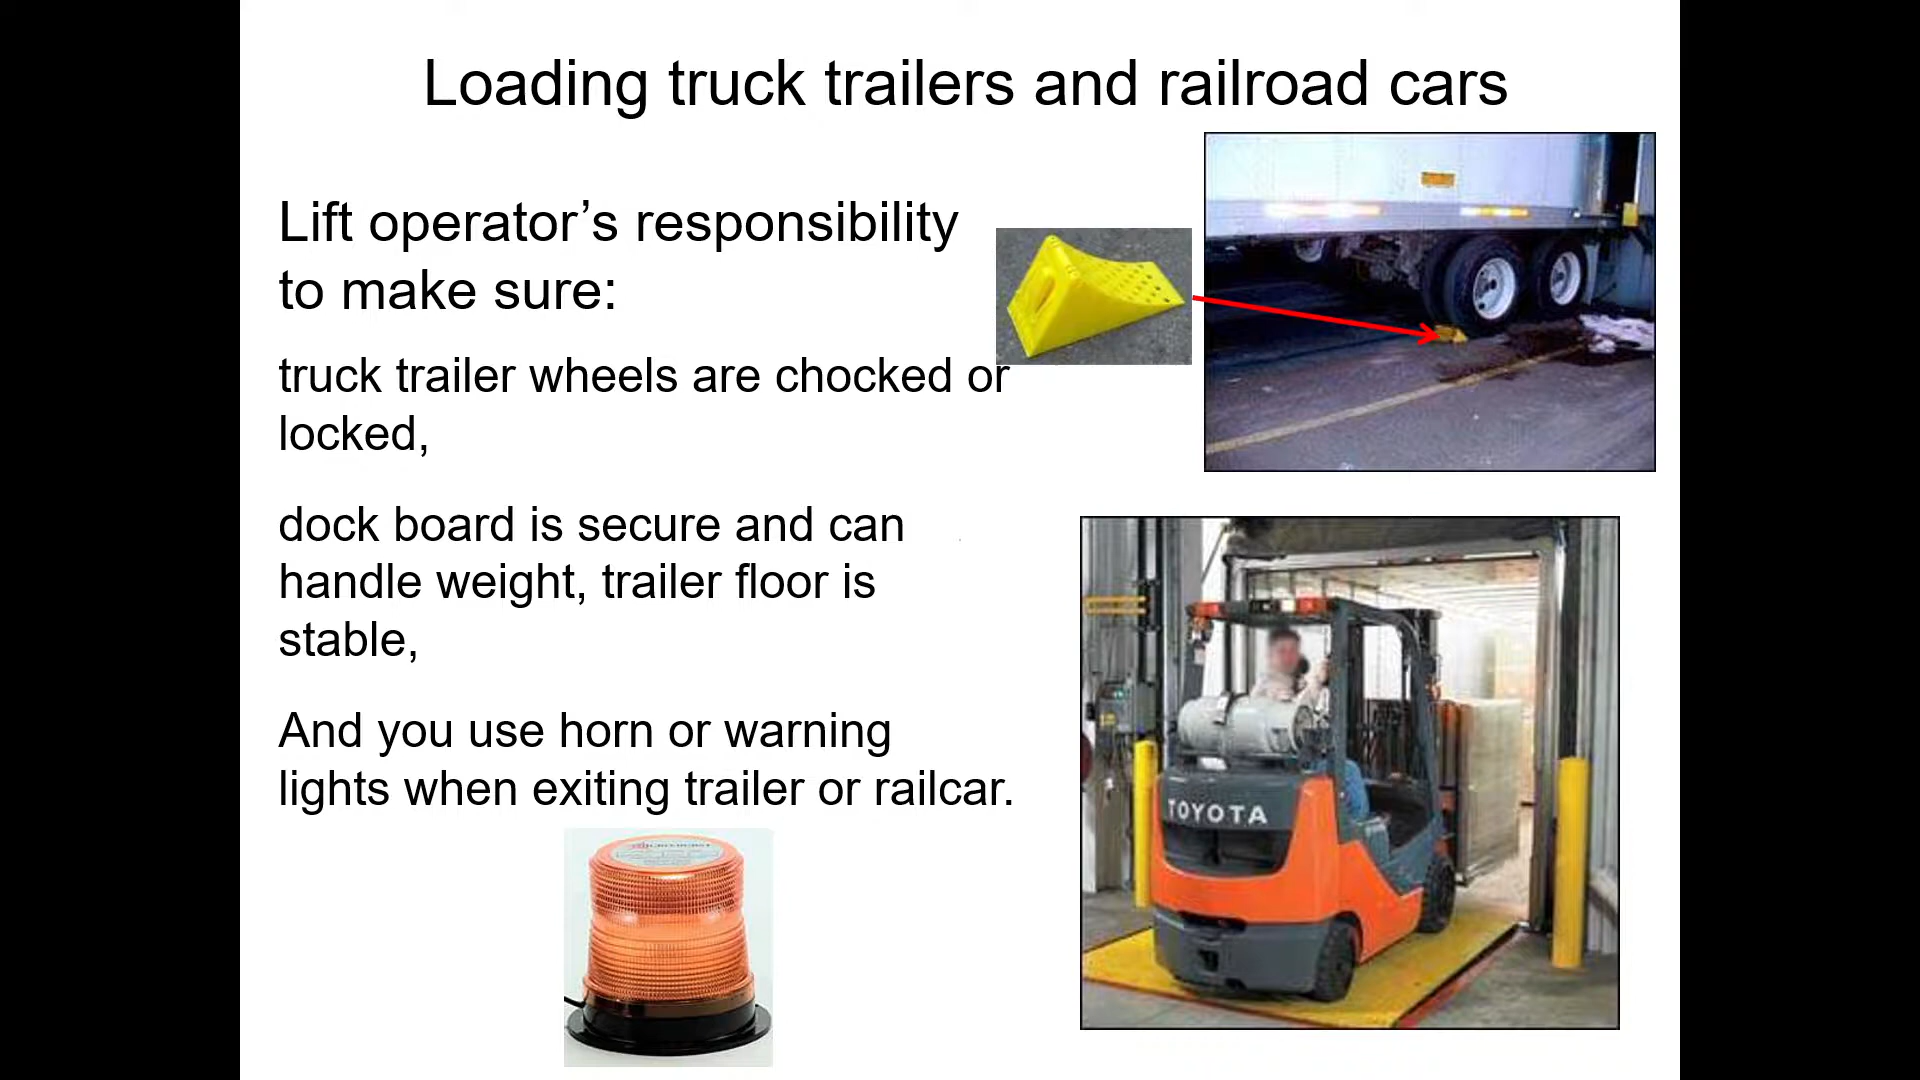 Loading truck trailers and railroad cars
Lift operator’s responsibility
to make sure:
truck trailer wheels are chocked or
locked,
dock board is secure and can
handle weight, trailer floor is
stable,
And you use horn or warning
lights when exiting trailer or railcar.
TOYOTA